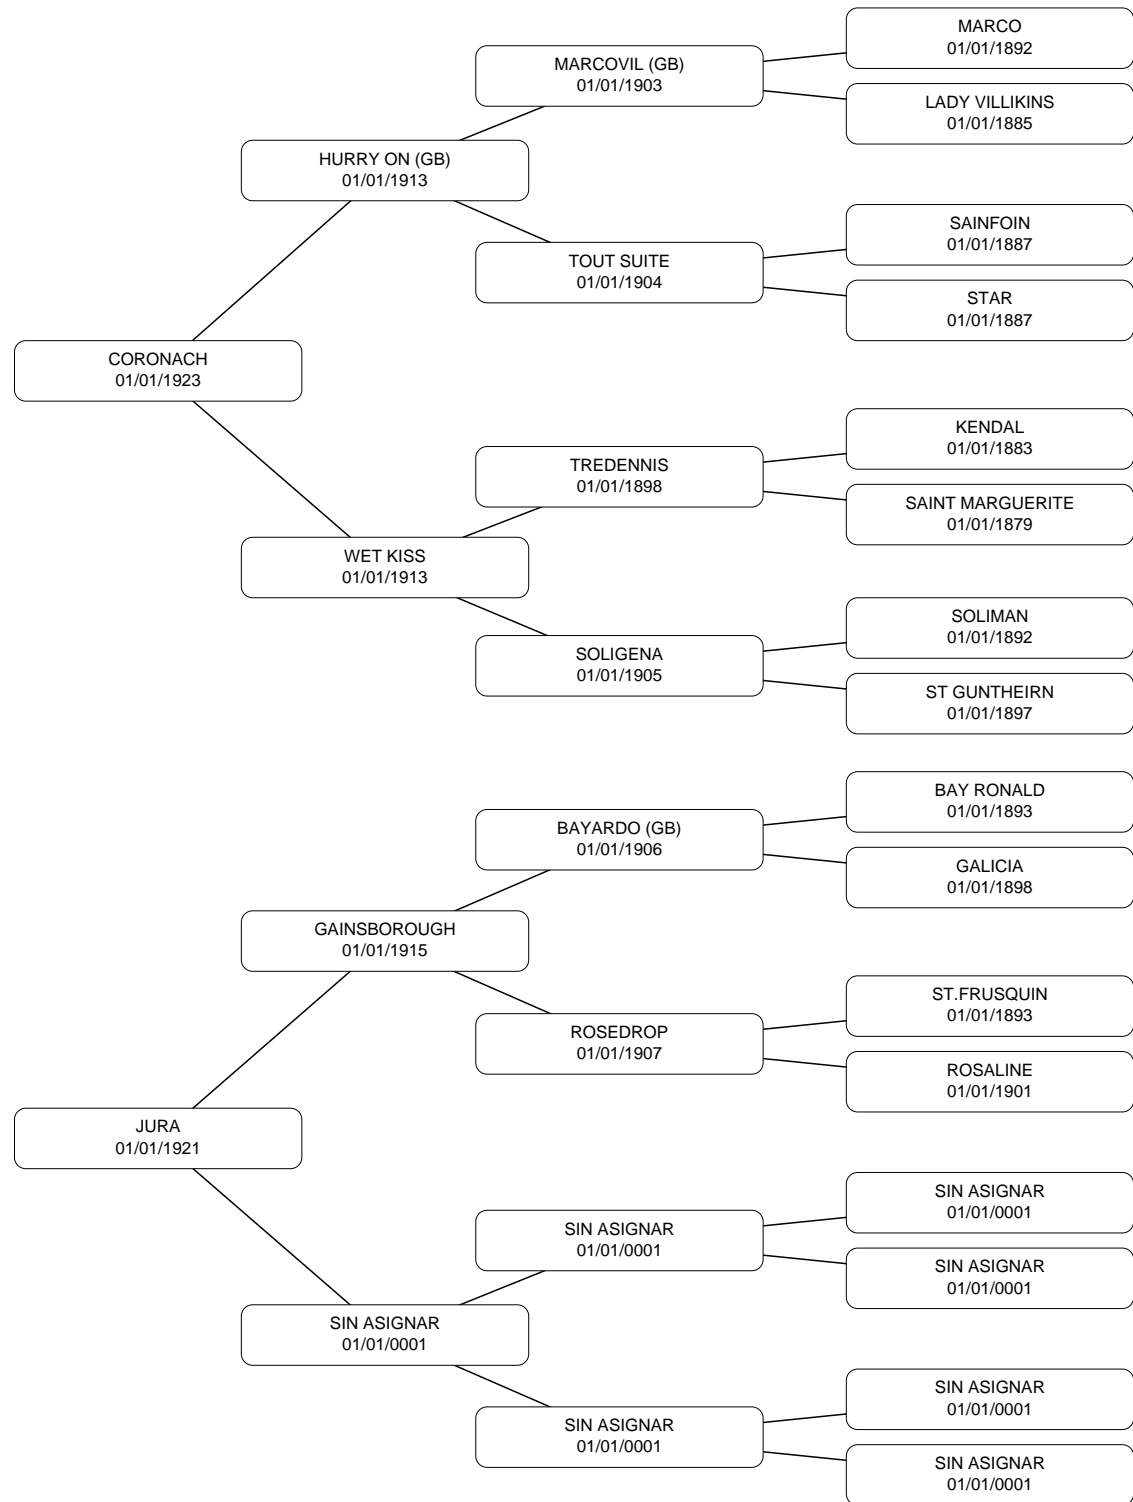 MARCO
01/01/1892
MARCOVIL (GB)
01/01/1903
LADY VILLIKINS
01/01/1885
HURRY ON (GB)
01/01/1913
SAINFOIN
01/01/1887
TOUT SUITE
01/01/1904
STAR
01/01/1887
CORONACH
01/01/1923
KENDAL
01/01/1883
TREDENNIS
01/01/1898
SAINT MARGUERITE
01/01/1879
WET KISS
01/01/1913
SOLIMAN
01/01/1892
SOLIGENA
01/01/1905
ST GUNTHEIRN
01/01/1897
BAY RONALD
01/01/1893
BAYARDO (GB)
01/01/1906
GALICIA
01/01/1898
GAINSBOROUGH
01/01/1915
ST.FRUSQUIN
01/01/1893
ROSEDROP
01/01/1907
ROSALINE
01/01/1901
JURA
01/01/1921
SIN ASIGNAR
01/01/0001
SIN ASIGNAR
01/01/0001
SIN ASIGNAR
01/01/0001
SIN ASIGNAR
01/01/0001
SIN ASIGNAR
01/01/0001
SIN ASIGNAR
01/01/0001
SIN ASIGNAR
01/01/0001